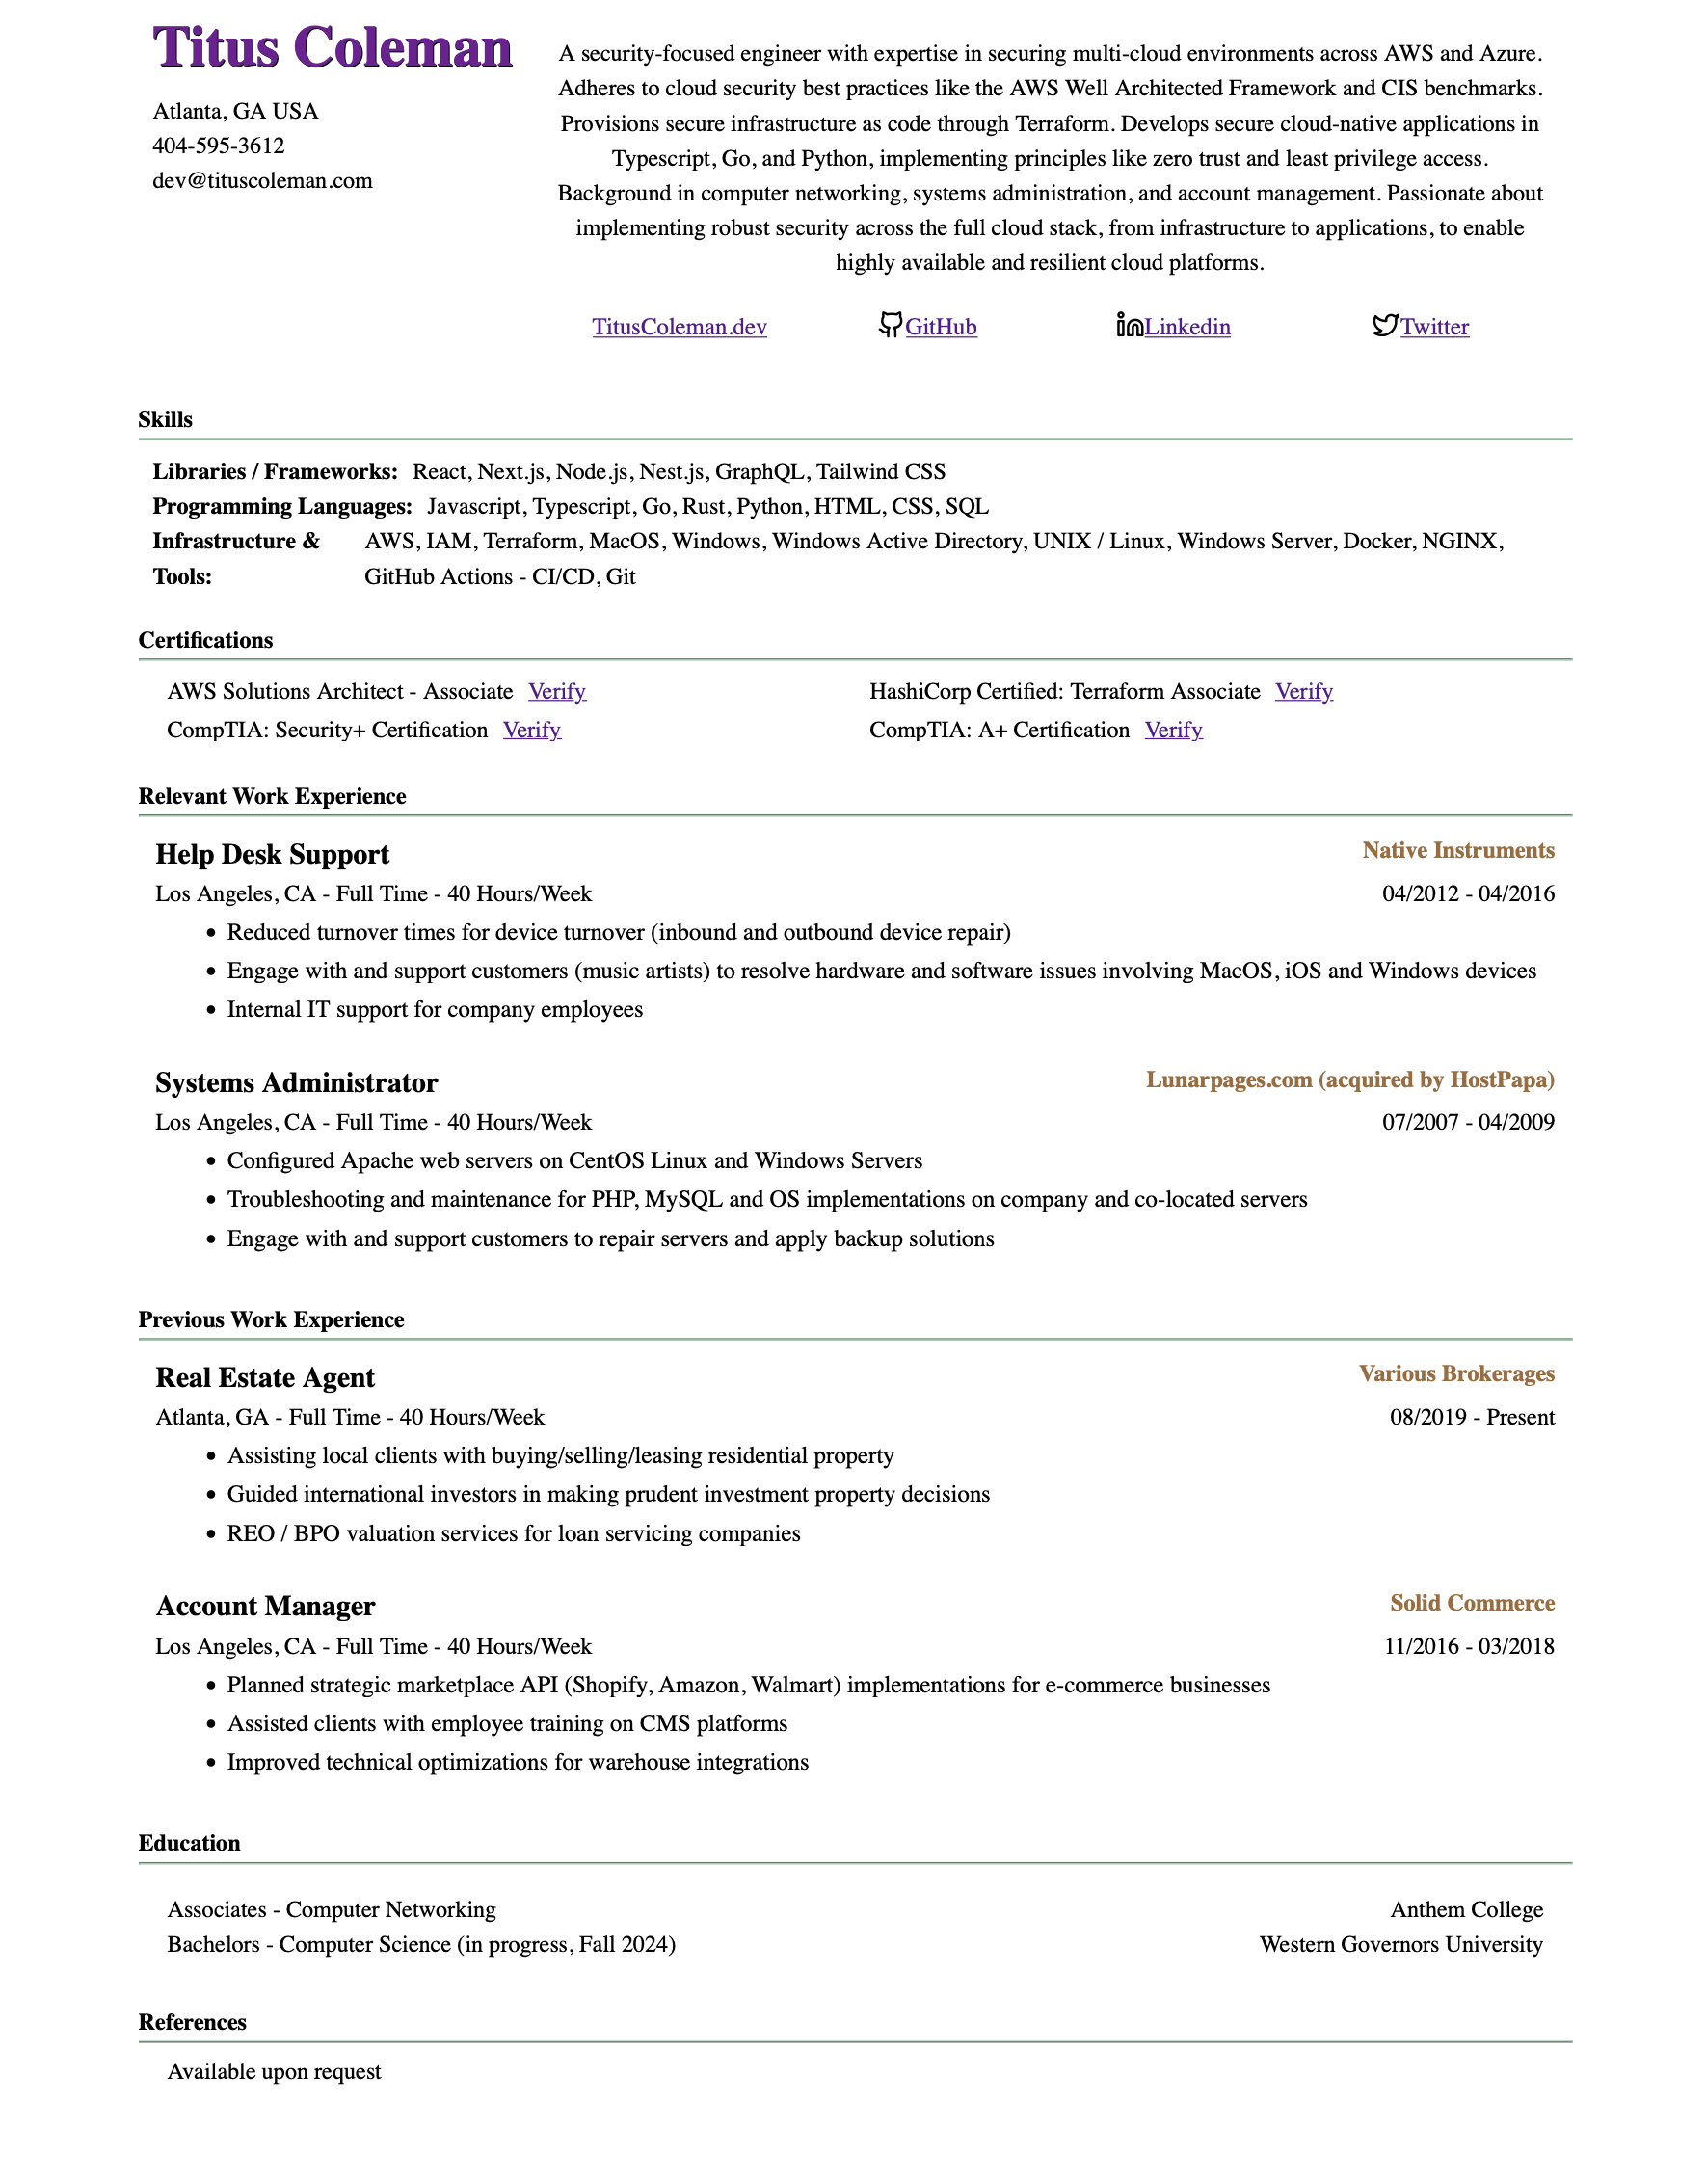 Titus Coleman
Atlanta, GA USA
404-595-3612
dev@tituscoleman.com
A security-focused engineer with expertise in securing multi-cloud environments across AWS and Azure.
Adheres to cloud security best practices like the AWS Well Architected Framework and CIS benchmarks.
Provisions secure infrastructure as code through Terraform. Develops secure cloud-native applications in
Typescript, Go, and Python, implementing principles like zero trust and least privilege access.
Background in computer networking, systems administration, and account management. Passionate about
implementing robust security across the full cloud stack, from infrastructure to applications, to enable
highly available and resilient cloud platforms.
TitusColeman.dev GitHub Linkedin Twitter
Skills
Libraries / Frameworks: React, Next.js, Node.js, Nest.js, GraphQL, Tailwind CSS
Programming Languages: Javascript, Typescript, Go, Rust, Python, HTML, CSS, SQL
Infrastructure & AWS, IAM, Terraform, MacOS, Windows, Windows Active Directory, UNIX / Linux, Windows Server, Docker, NGINX,
Tools: GitHub Actions - CI/CD, Git
Certifications
AWS Solutions Architect - Associate Verify HashiCorp Certified: Terraform Associate Verify
CompTIA: Security+ Certification Verify CompTIA: A+ Certification Verify
Relevant Work Experience
Help Desk Support Native Instruments
Los Angeles, CA - Full Time - 40 Hours/Week 04/2012 - 04/2016
• Reduced turnover times for device turnover (inbound and outbound device repair)
• Engage with and support customers (music artists) to resolve hardware and software issues involving MacOS, iOS and Windows devices
• Internal IT support for company employees
Systems Administrator Lunarpages.com (acquired by HostPapa)
Los Angeles, CA - Full Time - 40 Hours/Week 07/2007 - 04/2009
• Configured Apache web servers on CentOS Linux and Windows Servers
• Troubleshooting and maintenance for PHP, MySQL and OS implementations on company and co-located servers
• Engage with and support customers to repair servers and apply backup solutions
Previous Work Experience
Real Estate Agent Various Brokerages
Atlanta, GA - Full Time - 40 Hours/Week 08/2019 - Present
• Assisting local clients with buying/selling/leasing residential property
• Guided international investors in making prudent investment property decisions
• REO / BPO valuation services for loan servicing companies
Account Manager Solid Commerce
Los Angeles, CA - Full Time - 40 Hours/Week 11/2016 - 03/2018
• Planned strategic marketplace API (Shopify, Amazon, Walmart) implementations for e-commerce businesses
• Assisted clients with employee training on CMS platforms
• Improved technical optimizations for warehouse integrations
Education
Associates - Computer Networking Anthem College
Bachelors - Computer Science (in progress, Fall 2024) Western Governors University
References
Available upon request